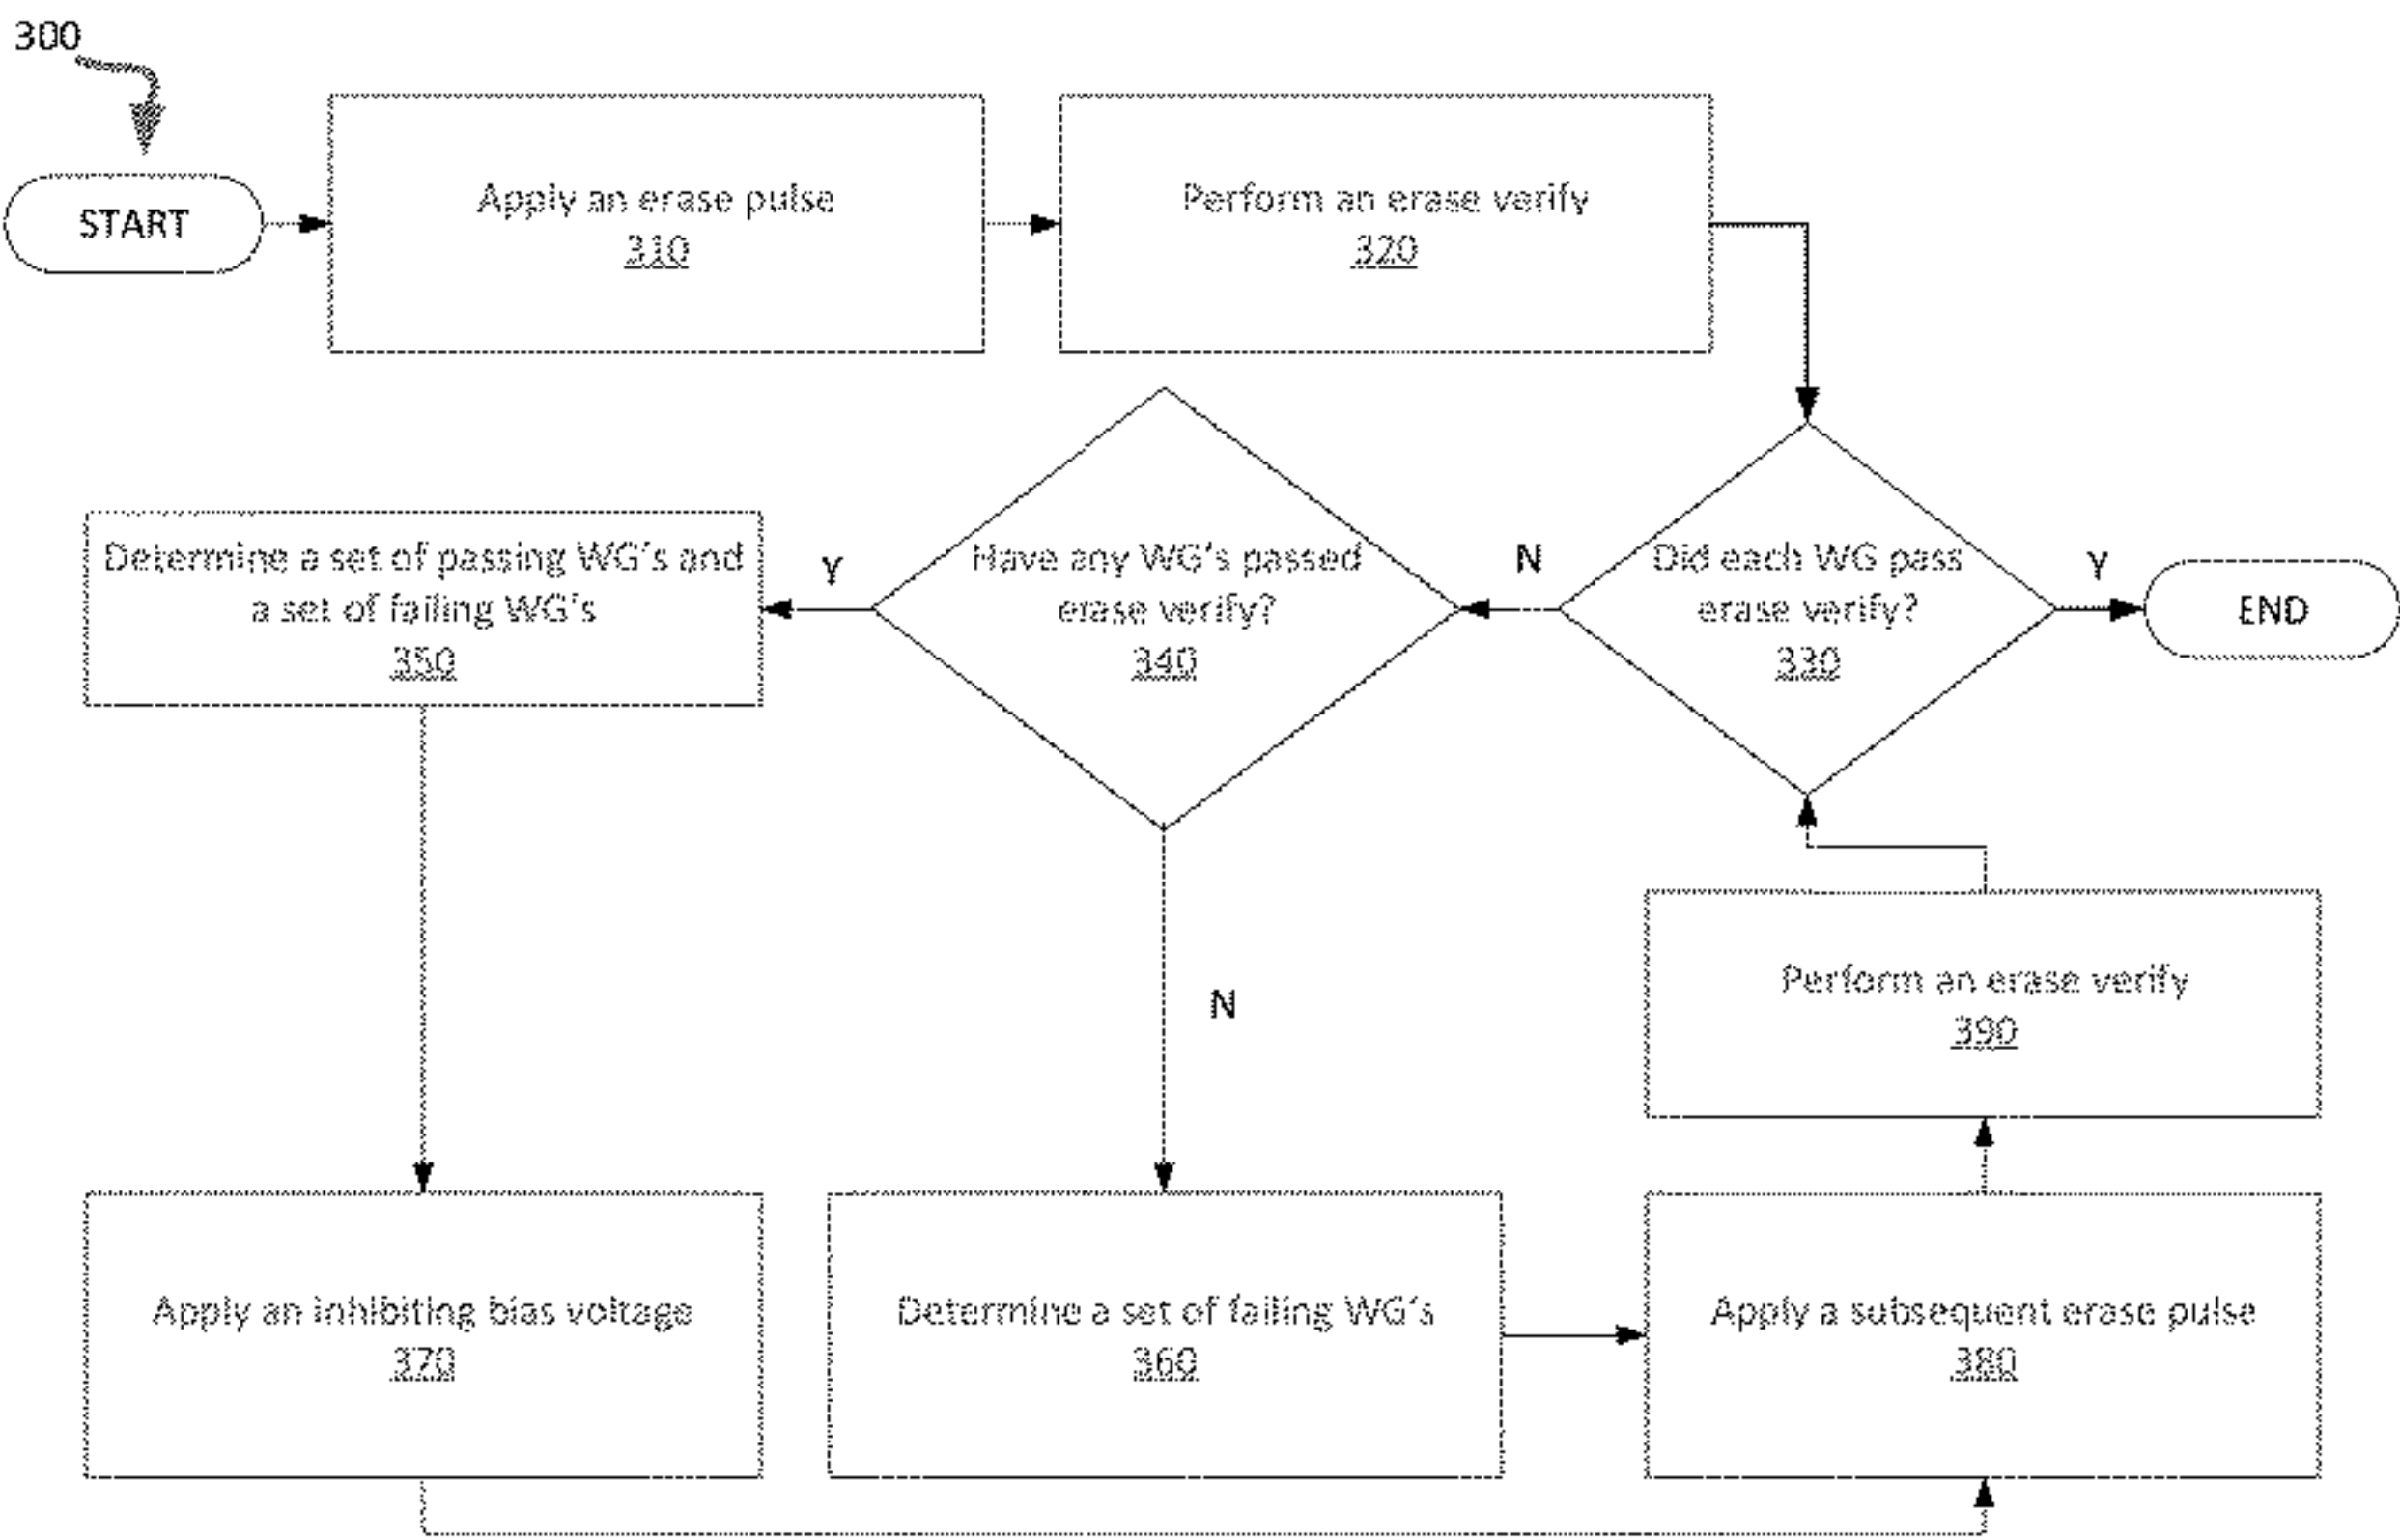 300
START
Apply an erase pulse
310
Perform an erase verify
320
Did each WG pass
erase verify?
330
Y
END
N
Have any WG's passed
erase verify?
340
Y
Determine a set of passing WG's and
a set of failing WG's
350
N
Perform an erase verify
390
Apply an inhibiting bias voltage
370
Determine a set of failing WG's
360
Apply a subsequent erase pulse
380